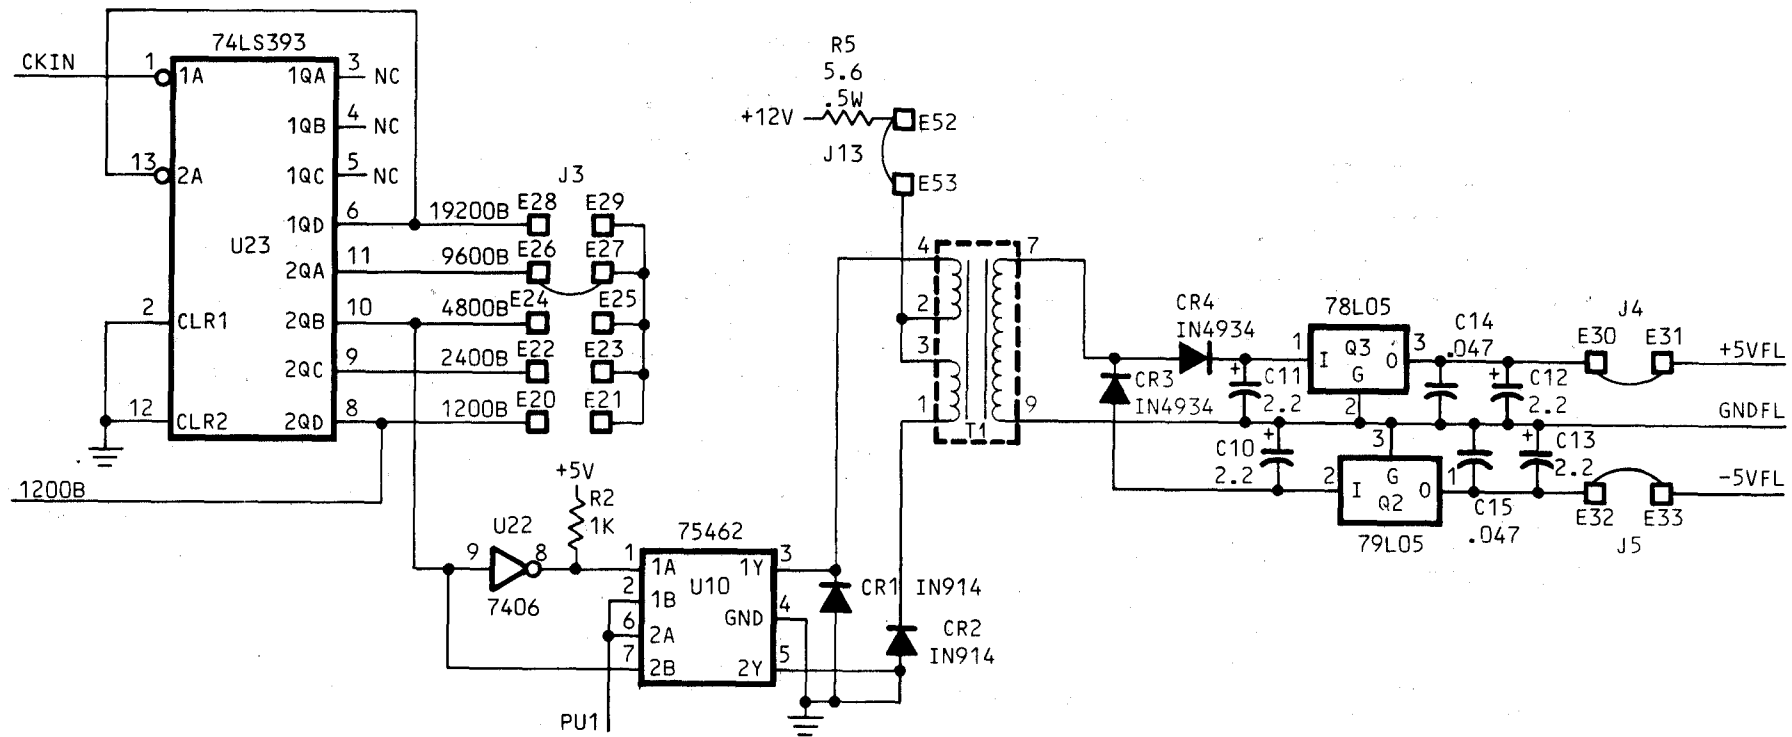 74LS393
CKIN
1
1A
1QA
3
NC
1QB
4
NC
13
2A
1QC
5
NC
1QD
6
U23
2QA
11
2
CLR1
2QB
10
2QC
9
12
CLR2
2QD
8
1200B
J3
19200B
E28
E29
9600B
E26
E27
4800B
E24
E25
2400B
E22
E23
1200B
E20
E21
R5
5.6
.5W
+12V
E52
J13
E53
4
7
2
3
1
9
T1
+5V
R2
1K
U22
9
8
7406
75462
1
1A
1Y
3
2
1B
U10
GND
4
6
2A
7
2B
2Y
5
PU1
CR1 IN914
CR2
IN914
CR4
IN4934
CR3
IN4934
C11
2.2
+
C10
2.2
+
78L05
1
I
Q3
O
3
G
2
C14
.047
+
C12
2.2
E30
J4
E31
+5VFL
GNDFL
3
G
2
I
Q2
O
1
79L05
C15
.047
+
C13
2.2
E32
E33
J5
-5VFL